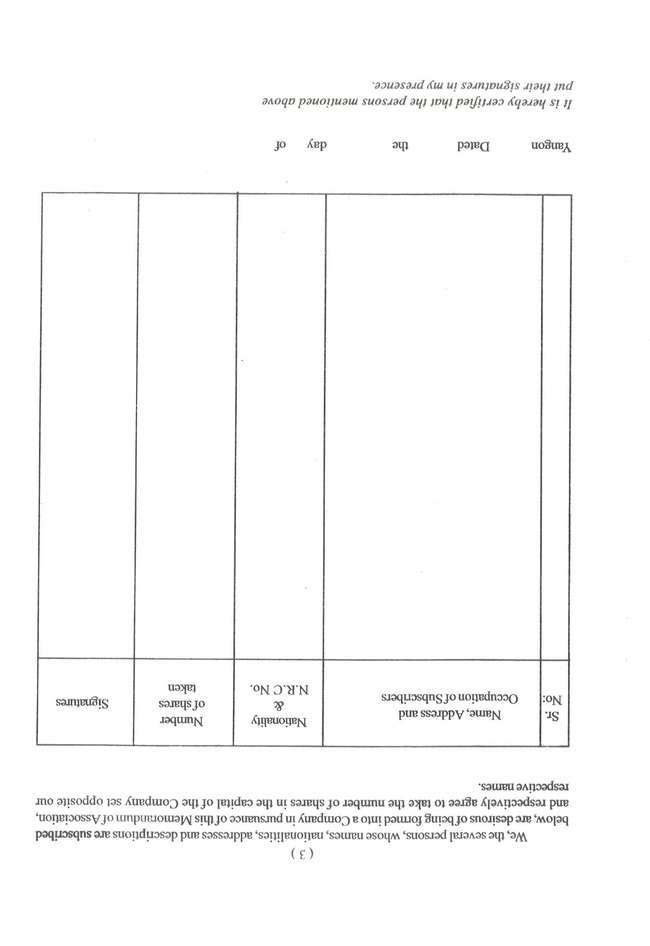 ( 3 )
We, the several persons, whose names, nationalities, addresses and descriptions are subscribed
below, are desirous of being formed into a Company in pursuance of this Memorandum of Association,
and respectively agree to take the number of shares in the capital of the Company set opposite our
respective names.
Sr.
No:
Name, Address and
Occupation of Subscribers
Nationality
&
N.R.C No.
Number
of shares
taken
Signatures
Yangon Dated the day of
It is hereby certified that the persons mentioned above
put their signatures in my presence.